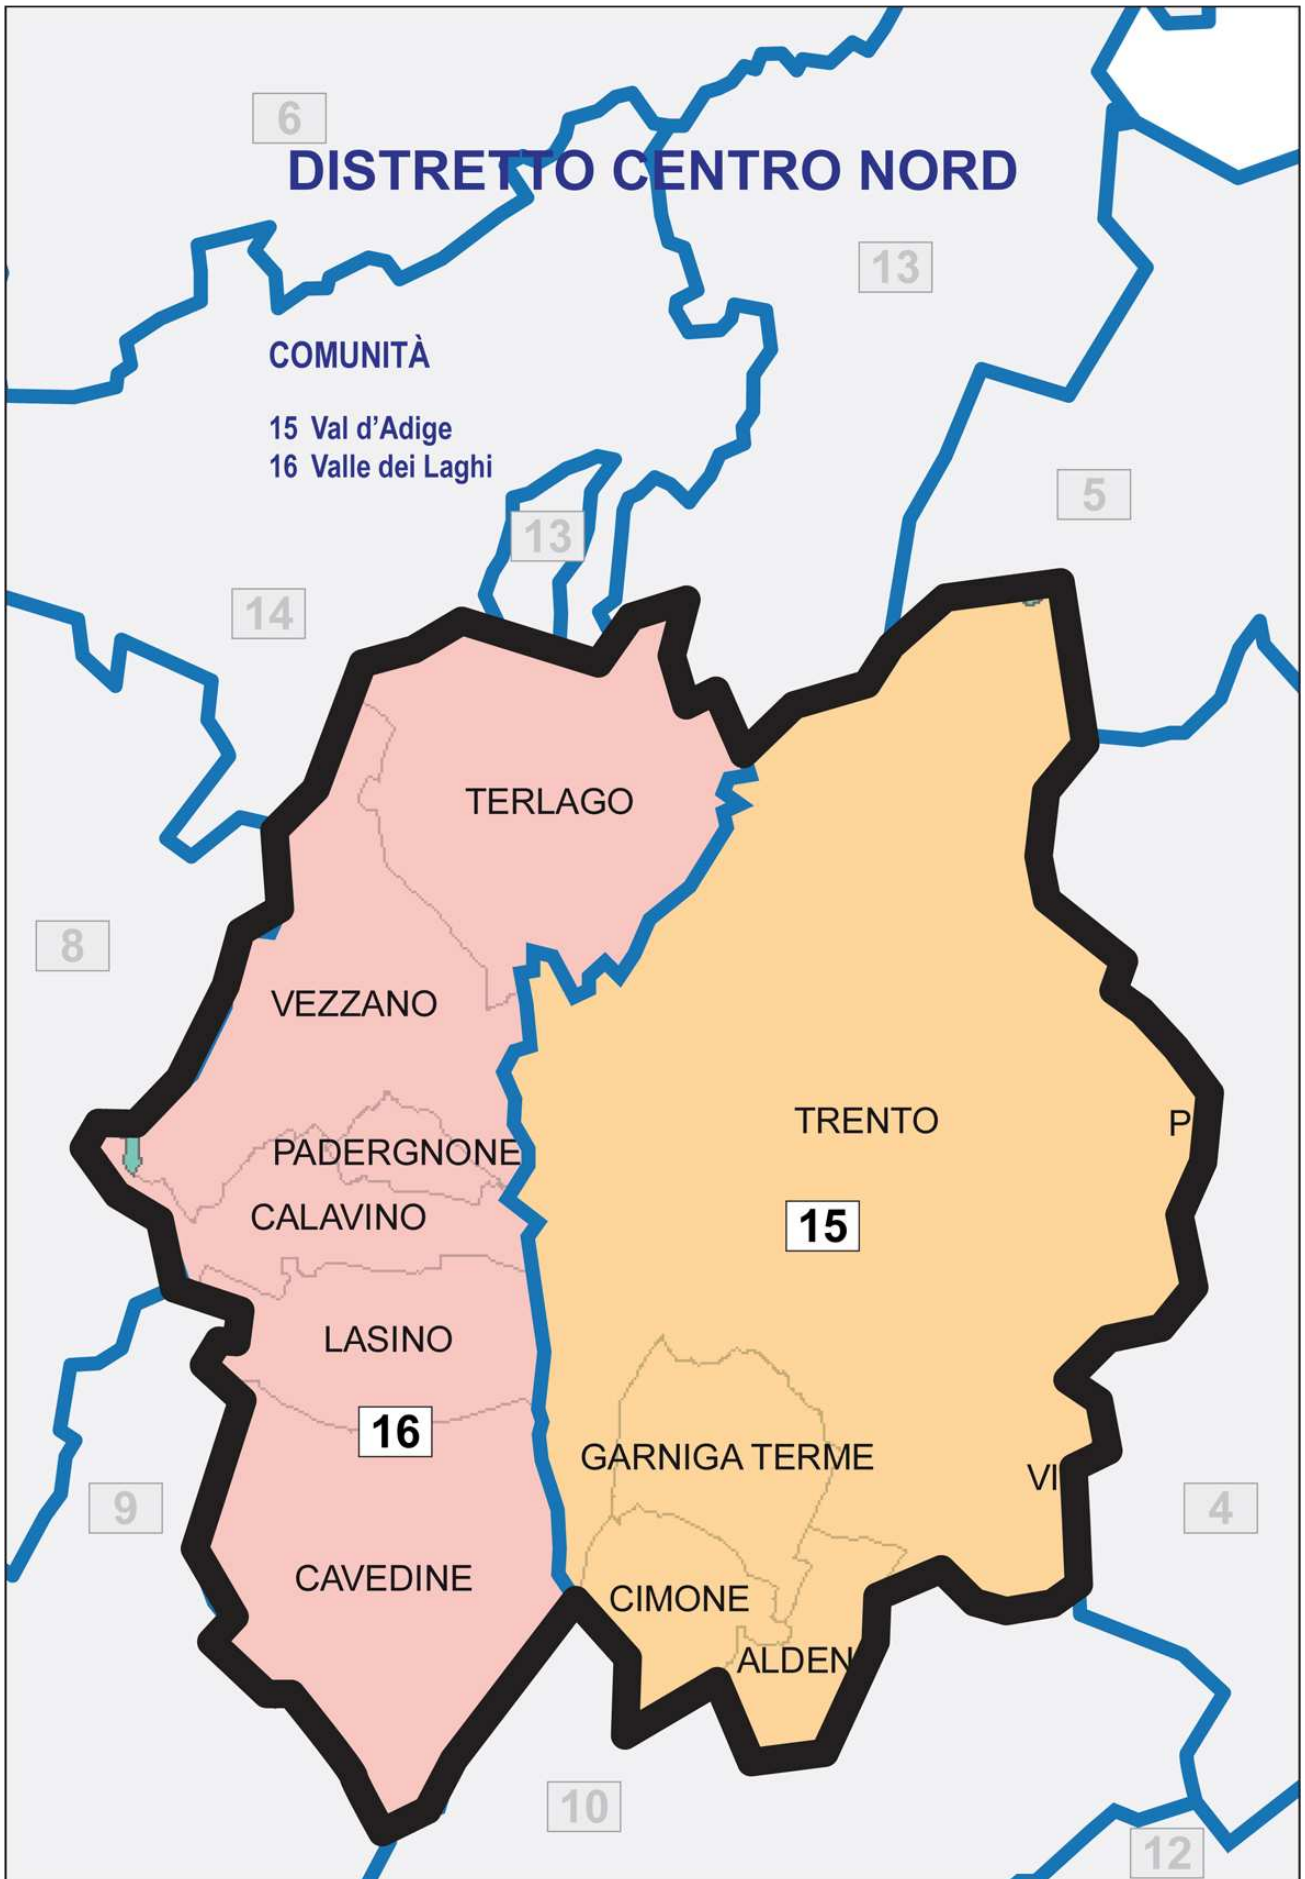 6
DISTRETTO CENTRO NORD
13
COMUNITÀ
15 Val d’Adige
16 Valle dei Laghi
5
13
14
TERLAGO
8
VEZZANO
TRENTO
P
PADERGNONE
CALAVINO
15
LASINO
16
GARNIGA TERME
VI
9
4
CAVEDINE
CIMONE
ALDEN
10
12